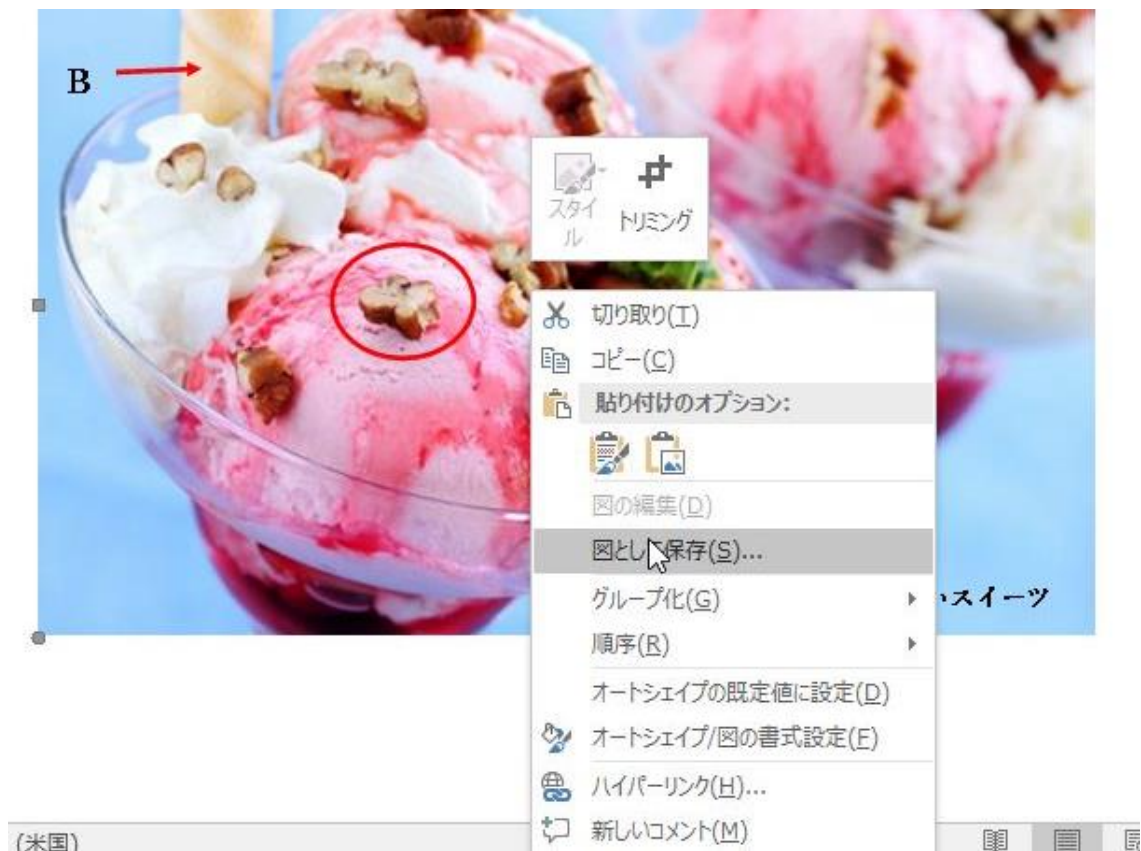 B
スタイ
ル
トリミング
切り取り(T)
コピー(C)
貼り付けのオプション:
図の編集(D)
図として保存(S)...
グループ化(G)
いスイーツ
順序(R)
オートシェイプの既定値に設定(D)
オートシェイプ/図の書式設定(F)
ハイパーリンク(H)...
新しいコメント(M)
(米国)